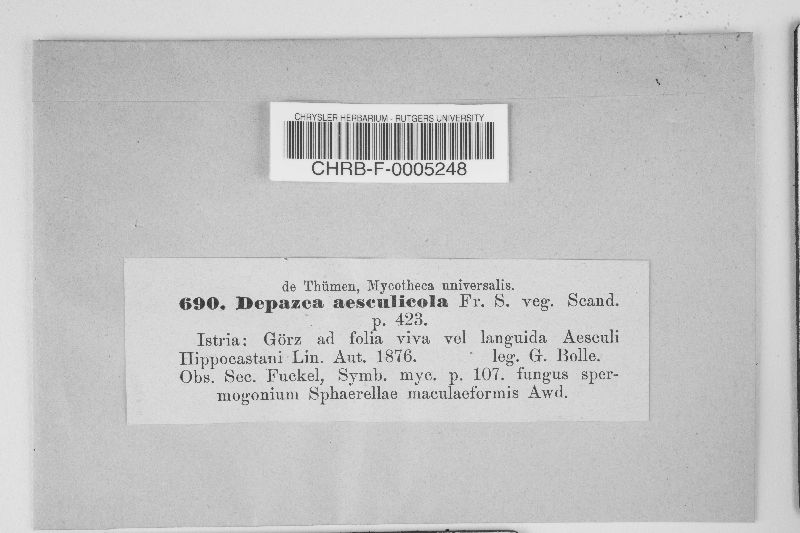 CHRYSLER HERBARIUM - RUTGERS UNIVERSITY
CHRB-F-0005248
de Thümen, Mycotheca universalis.
690. Depazea aesculicola Fr. S. veg. Scand.
p. 423.
Istria: Görz ad folia viva vel languida Aesculi
Hippocastani Lin. Aut. 1876. leg. G. Bolle.
Obs. Sec. Fuckel, Symb. myc. p. 107. fungus sper-
mogonium Sphaerellae maculaeformis Awd.